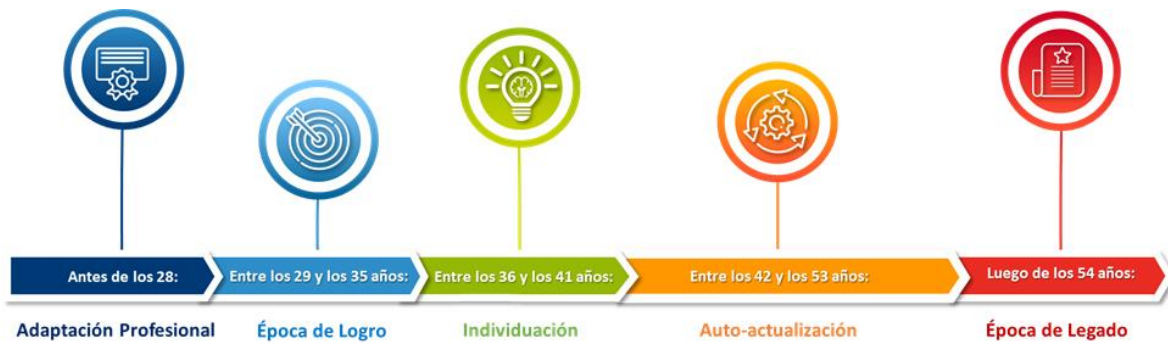 Antes de los 28:
Entre los 29 y los 35 años:
Entre los 36 y los 41 años:
Entre los 42 y los 53 años:
Luego de los 54 años:
Adaptación Profesional
Época de Logro
Individuación
Auto-actualización
Época de Legado